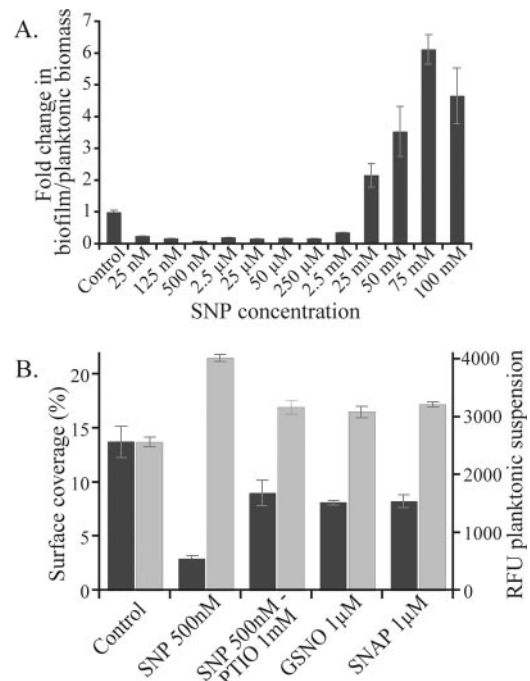 A.
Fold change in
biofilm/planktonic biomass
7
6
5
4
3
2
1
0
Control
25 nM
125 nM
500 nM
2.5 µM
25 µM
50 µM
250 µM
2.5 mM
25 mM
50 mM
75 mM
100 mM
SNP concentration
B.
Surface coverage (%)
20
15
10
5
0
RFU planktonic suspension
4000
3000
2000
1000
0
Control
SNP 500nM
SNP 500nM -
PTIO 1mM
GSNO 1µM
SNAP 1µM